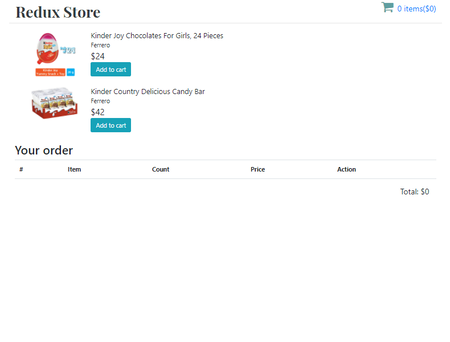 Redux Store
0 items($0)
Kinder Joy Chocolates For Girls, 24 Pieces
Ferrero
$24
Add to cart
Kinder Country Delicious Candy Bar
Ferrero
$42
Add to cart
Your order
# Item Count Price Action
Total: $0